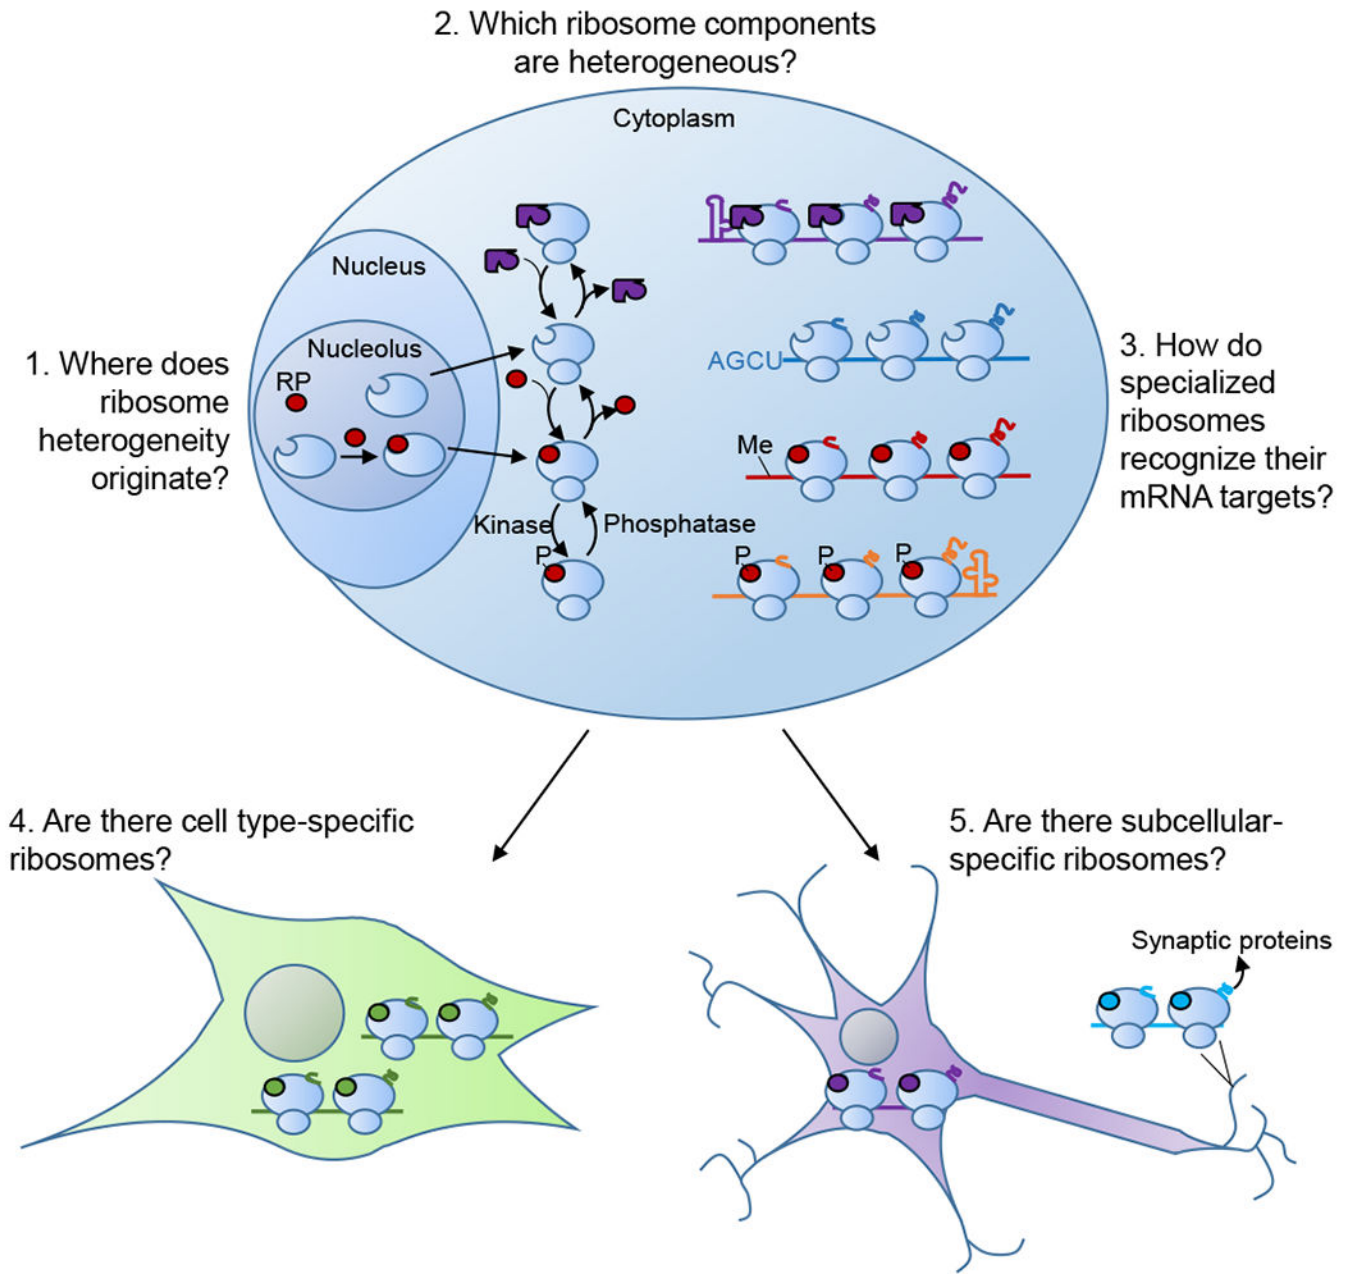 2. Which ribosome components
are heterogeneous?
Cytoplasm
Nucleus
Nucleolus
RP
1. Where does
ribosome
heterogeneity
originate?
AGCU
Me
3. How do
specialized
ribosomes
recognize their
mRNA targets?
Kinase
Phosphatase
P
P
P
P
4. Are there cell type-specific
ribosomes?
5. Are there subcellular-
specific ribosomes?
Synaptic proteins